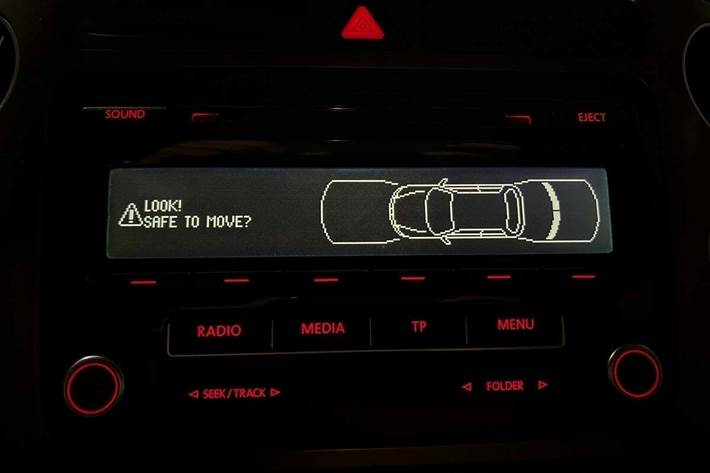 SOUND
EJECT
LOOK!
SAFE TO MOVE?
RADIO
MEDIA
TP
MENU
SEEK/TRACK
FOLDER